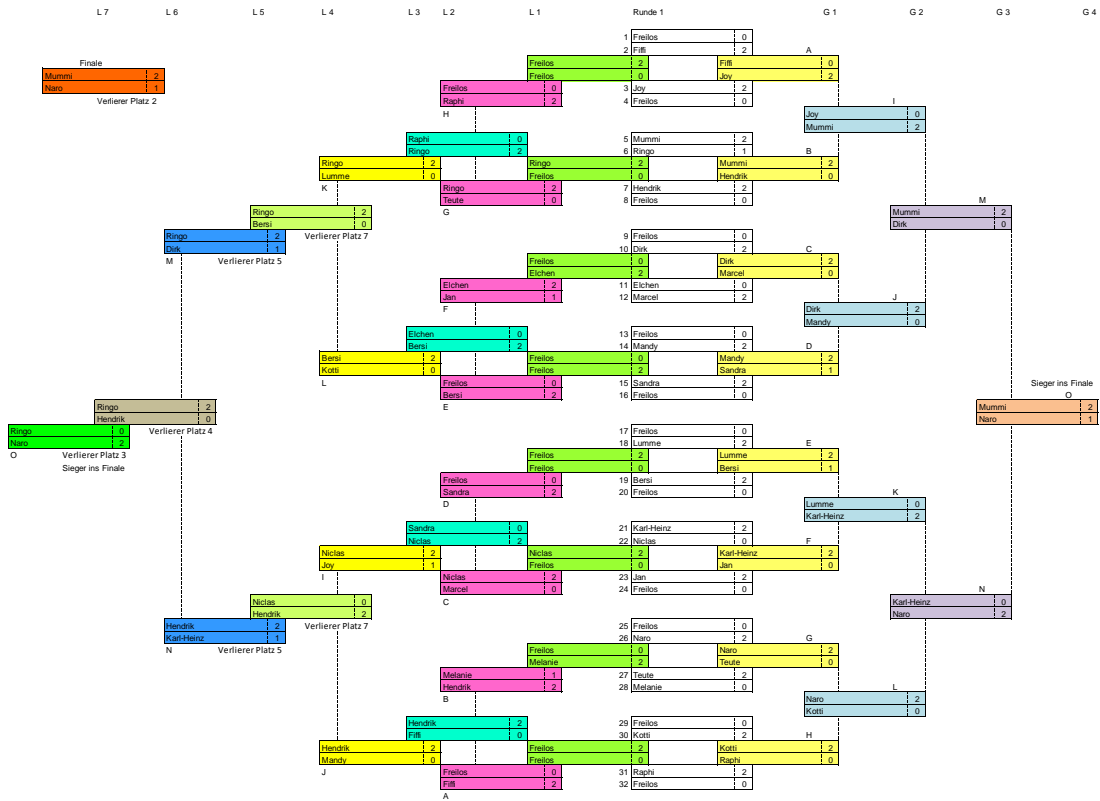 L 7 L 6 L 5 L 4 L 3 L 2 L 1 Runde 1 G 1 G 2 G 3 G 4
Finale
Mummi 2
Naro 1
Verlierer Platz 2
Ringo 0
Naro 2
O Verlierer Platz 3
Sieger ins Finale
Ringo 2
Hendrik 0
Verlierer Platz 4
Ringo 2
Dirk 1
M Verlierer Platz 5
Hendrik 2
Karl-Heinz 1
N Verlierer Platz 5
Ringo 2
Bersi 0
Verlierer Platz 7
Niclas 0
Hendrik 2
Verlierer Platz 7
Ringo 2
Lumme 0
K
Bersi 2
Kotti 0
L
Niclas 2
Joy 1
I
Hendrik 2
Mandy 0
J
Raphi 0
Ringo 2
Elchen 0
Bersi 2
Sandra 0
Niclas 2
Hendrik 2
Fiffi 0
Freilos 0
Raphi 2
H
Ringo 2
Teute 0
G
Elchen 2
Jan 1
F
Freilos 0
Bersi 2
E
Freilos 0
Sandra 2
D
Niclas 2
Marcel 0
C
Melanie 1
Hendrik 2
B
Freilos 0
Fiffi 2
A
Freilos 2
Freilos 0
Ringo 2
Freilos 0
Freilos 0
Elchen 2
Freilos 0
Freilos 2
Freilos 2
Freilos 0
Niclas 2
Freilos 0
Freilos 0
Melanie 2
Freilos 2
Freilos 0
1 Freilos 0
2 Fiffi 2
3 Joy 2
4 Freilos 0
5 Mummi 2
6 Ringo 1
7 Hendrik 2
8 Freilos 0
9 Freilos 0
10 Dirk 2
11 Elchen 0
12 Marcel 2
13 Freilos 0
14 Mandy 2
15 Sandra 2
16 Freilos 0
17 Freilos 0
18 Lumme 2
19 Bersi 2
20 Freilos 0
21 Karl-Heinz 2
22 Niclas 0
23 Jan 2
24 Freilos 0
25 Freilos 0
26 Naro 2
27 Teute 2
28 Melanie 0
29 Freilos 0
30 Kotti 2
31 Raphi 2
32 Freilos 0
A
Fiffi 0
Joy 2
B
Mummi 2
Hendrik 0
C
Dirk 2
Marcel 0
D
Mandy 2
Sandra 1
E
Lumme 2
Bersi 1
F
Karl-Heinz 2
Jan 0
G
Naro 2
Teute 0
H
Kotti 2
Raphi 0
I
Joy 0
Mummi 2
J
Dirk 2
Mandy 0
K
Lumme 0
Karl-Heinz 2
L
Naro 2
Kotti 0
M
Mummi 2
Dirk 0
N
Karl-Heinz 0
Naro 2
Sieger ins Finale
O
Mummi 2
Naro 1